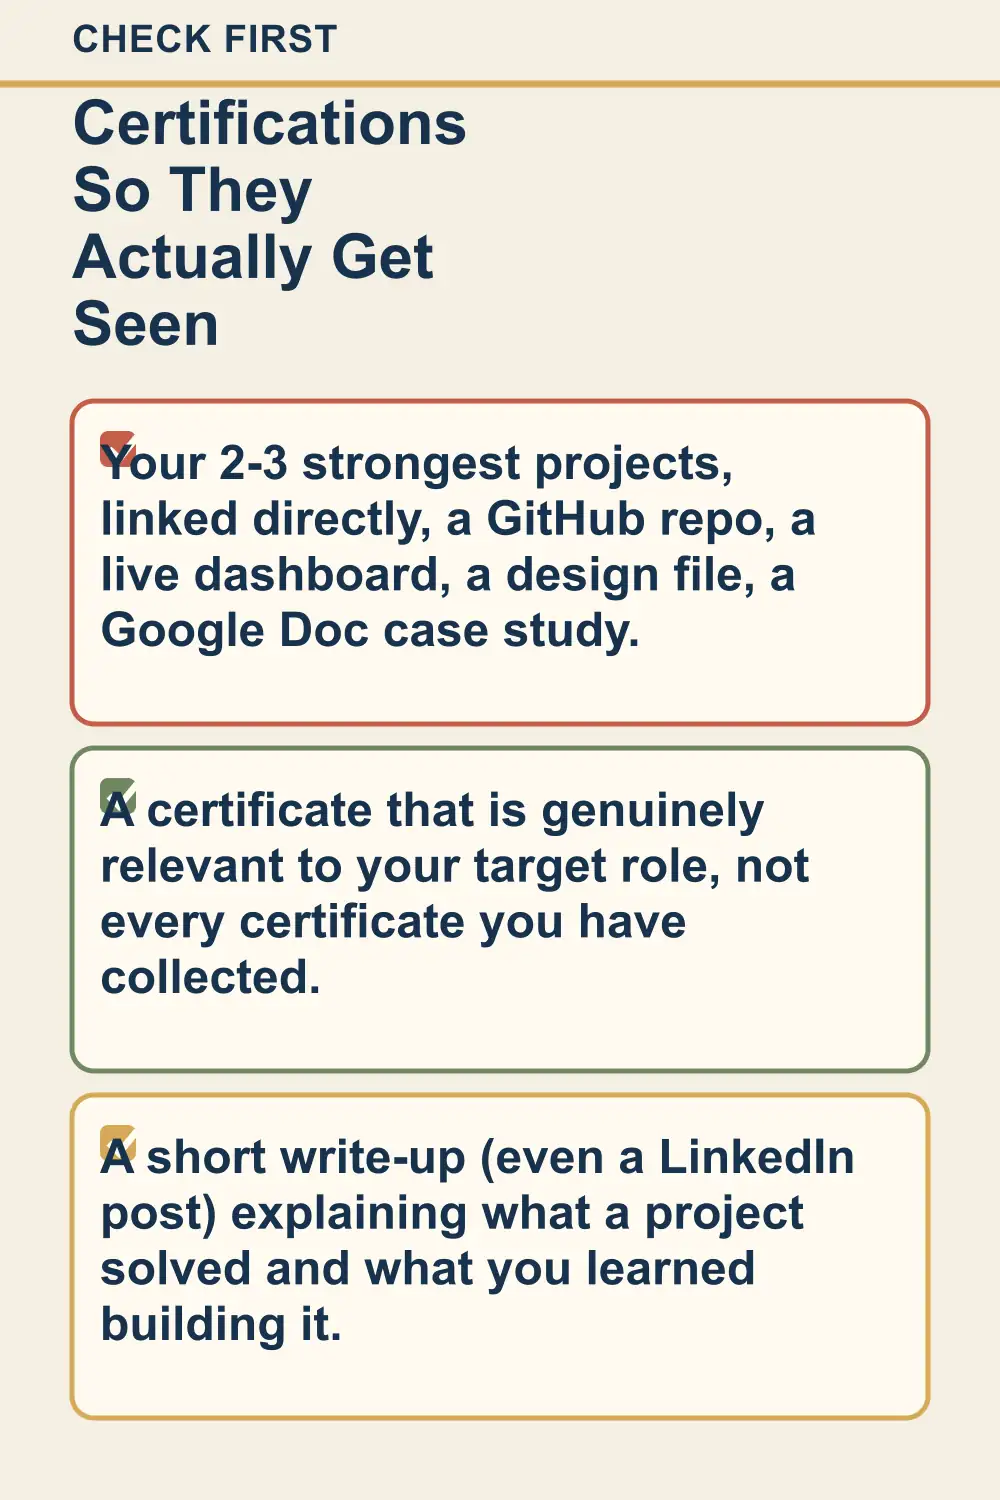 CHECK FIRST
Certifications
So They
Actually Get
Seen
Your 2-3 strongest projects,
linked directly, a GitHub repo, a
live dashboard, a design file, a
Google Doc case study.
A certificate that is genuinely
relevant to your target role, not
every certificate you have
collected.
A short write-up (even a LinkedIn
post) explaining what a project
solved and what you learned
building it.